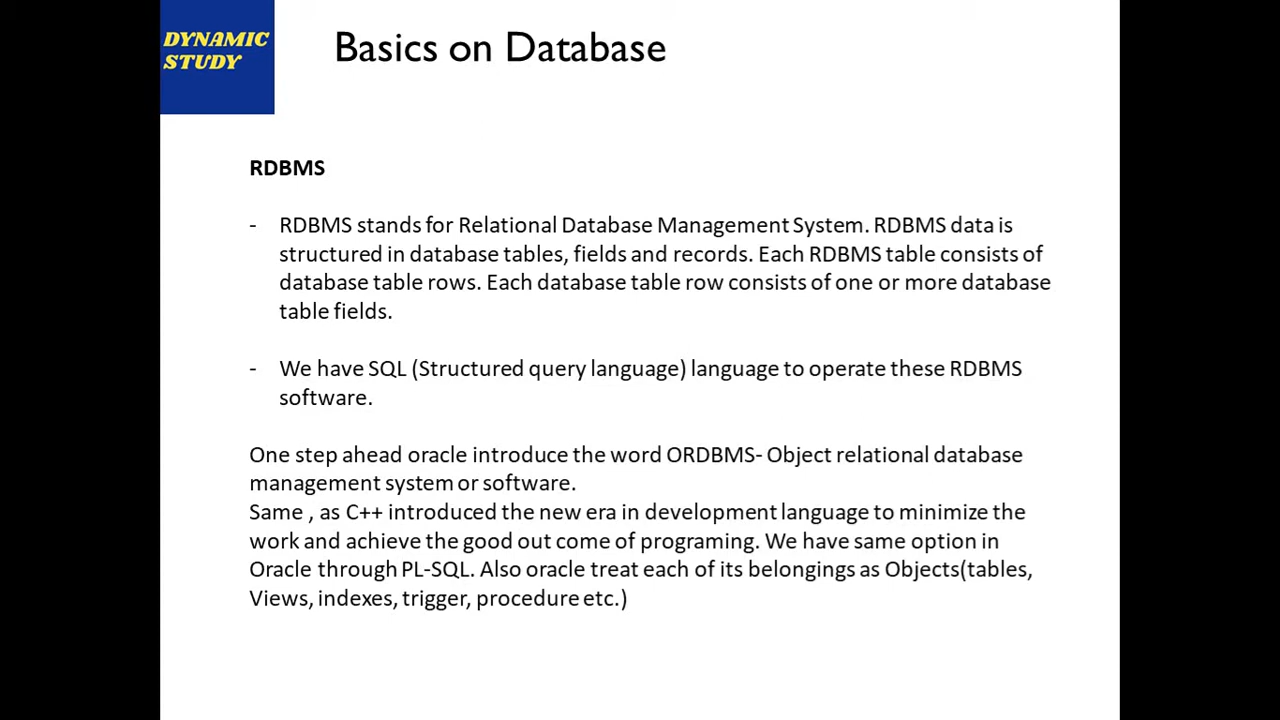 DYNAMIC
STUDY
Basics on Database
RDBMS
- RDBMS stands for Relational Database Management System. RDBMS data is
structured in database tables, fields and records. Each RDBMS table consists of
database table rows. Each database table row consists of one or more database
table fields.
- We have SQL (Structured query language) language to operate these RDBMS
software.
One step ahead oracle introduce the word ORDBMS- Object relational database
management system or software.
Same , as C++ introduced the new era in development language to minimize the
work and achieve the good out come of programing. We have same option in
Oracle through PL-SQL. Also oracle treat each of its belongings as Objects(tables,
Views, indexes, trigger, procedure etc.)